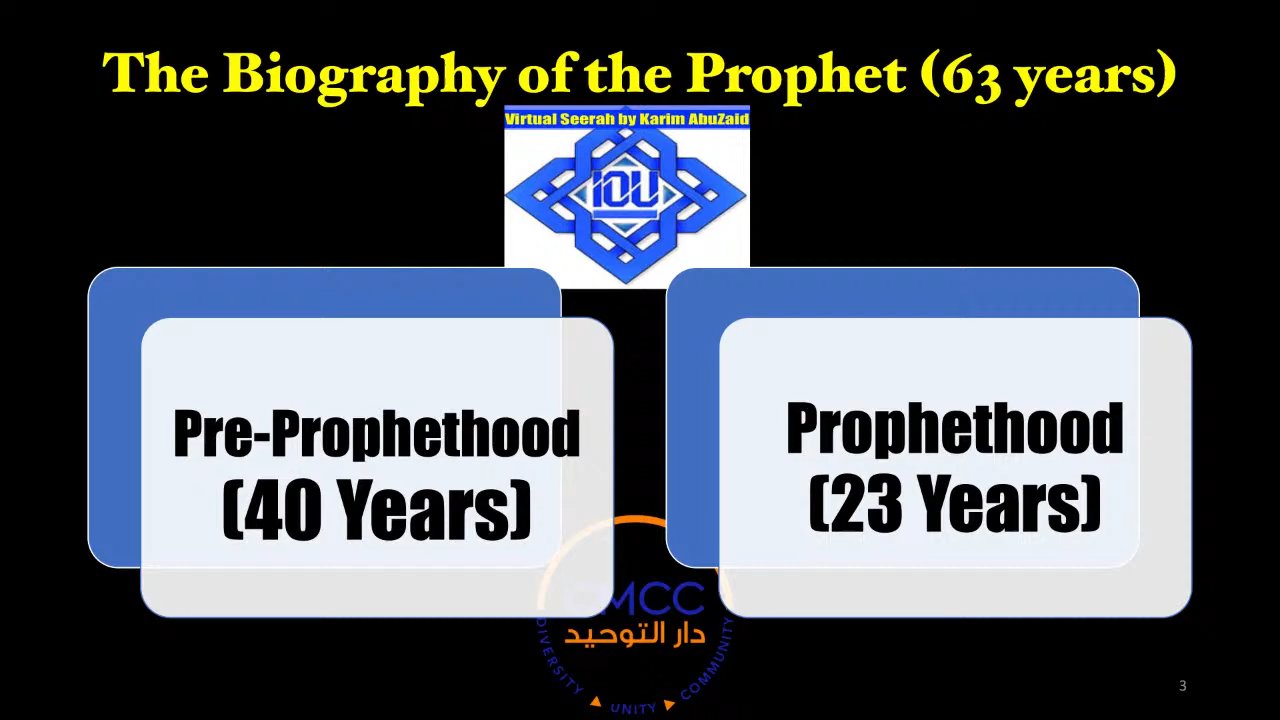 The Biography of the Prophet (63 years)
Virtual Seerah by Karim AbuZaid
IOU
Pre-Prophethood
(40 Years)
Prophethood
(23 Years)
MCC
دار التوحيد
DIVERSITY ▲ UNITY ▲ COMMUNITY
3